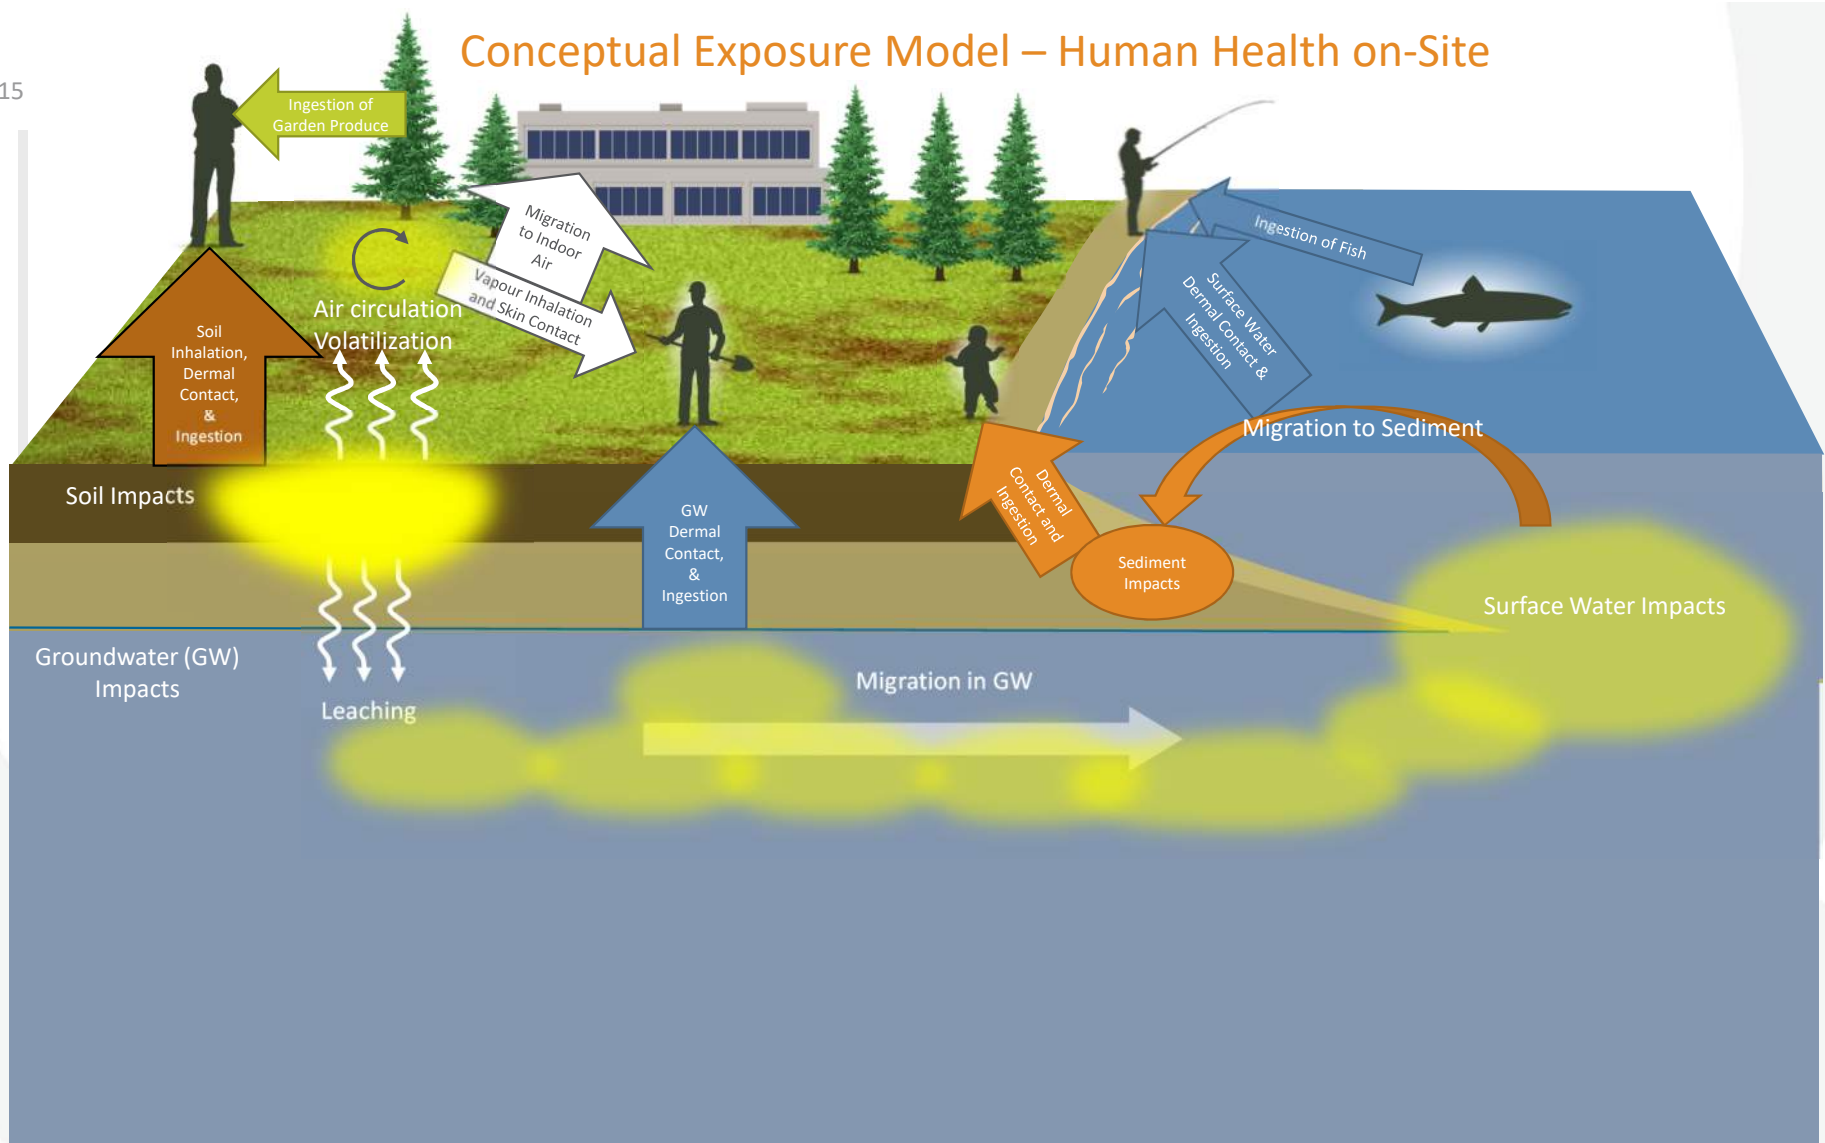 Conceptual Exposure Model – Human Health on-Site
15
Ingestion of
Garden Produce
Migration
to Indoor
Air
Vapour Inhalation
and Skin Contact
Air circulation
Volatilization
Soil
Inhalation,
Dermal
Contact,
&
Ingestion
Ingestion of Fish
Surface Water
Dermal Contact &
Ingestion
Migration to Sediment
Soil Impacts
GW
Dermal
Contact,
&
Ingestion
Dermal
Contact and
Ingestion
Sediment
Impacts
Surface Water Impacts
Groundwater (GW)
Impacts
Leaching
Migration in GW